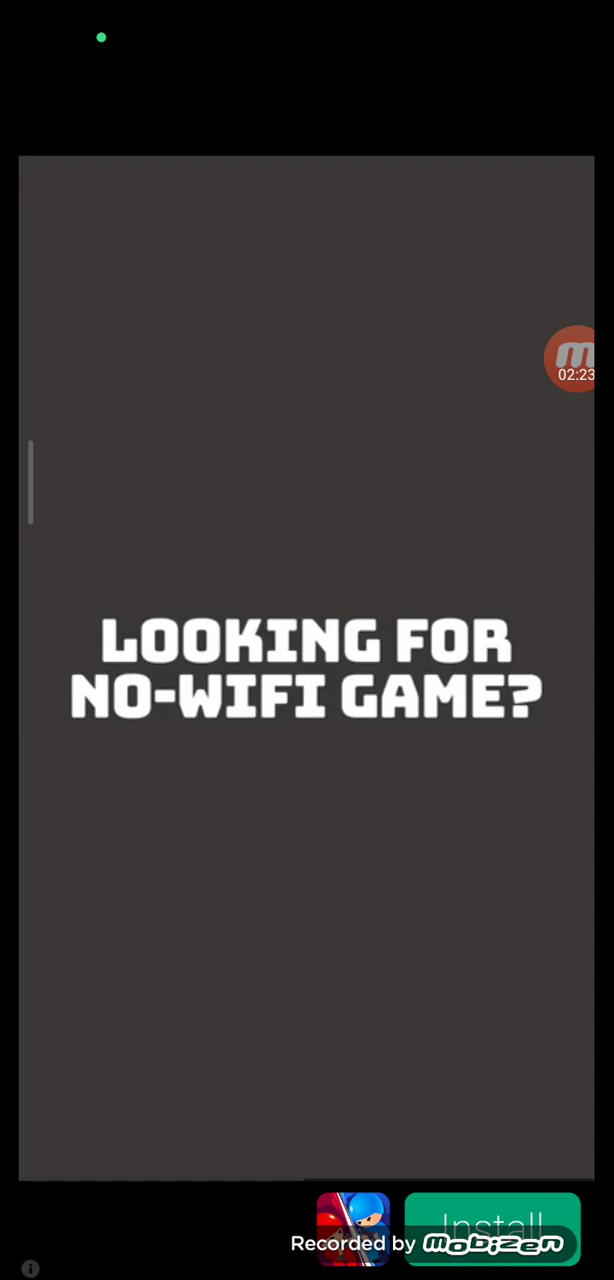 02:23
LOOKING FOR
NO-WIFI GAME?
Install
Recorded by mobizen